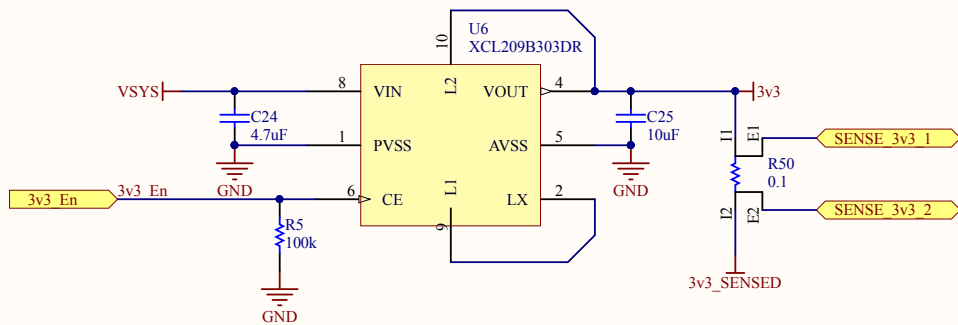 U6
XCL209B303DR
10
L2
VSYS
8
VIN
VOUT
4
3v3
C24
4.7uF
C25
10uF
1
PVSS
AVSS
5
I1
E1
SENSE_3v3_1
GND
GND
R50
0.1
3v3_En
3v3_En
6
CE
L1
LX
2
I2
E2
SENSE_3v3_2
R5
100k
9
3v3_SENSED
GND